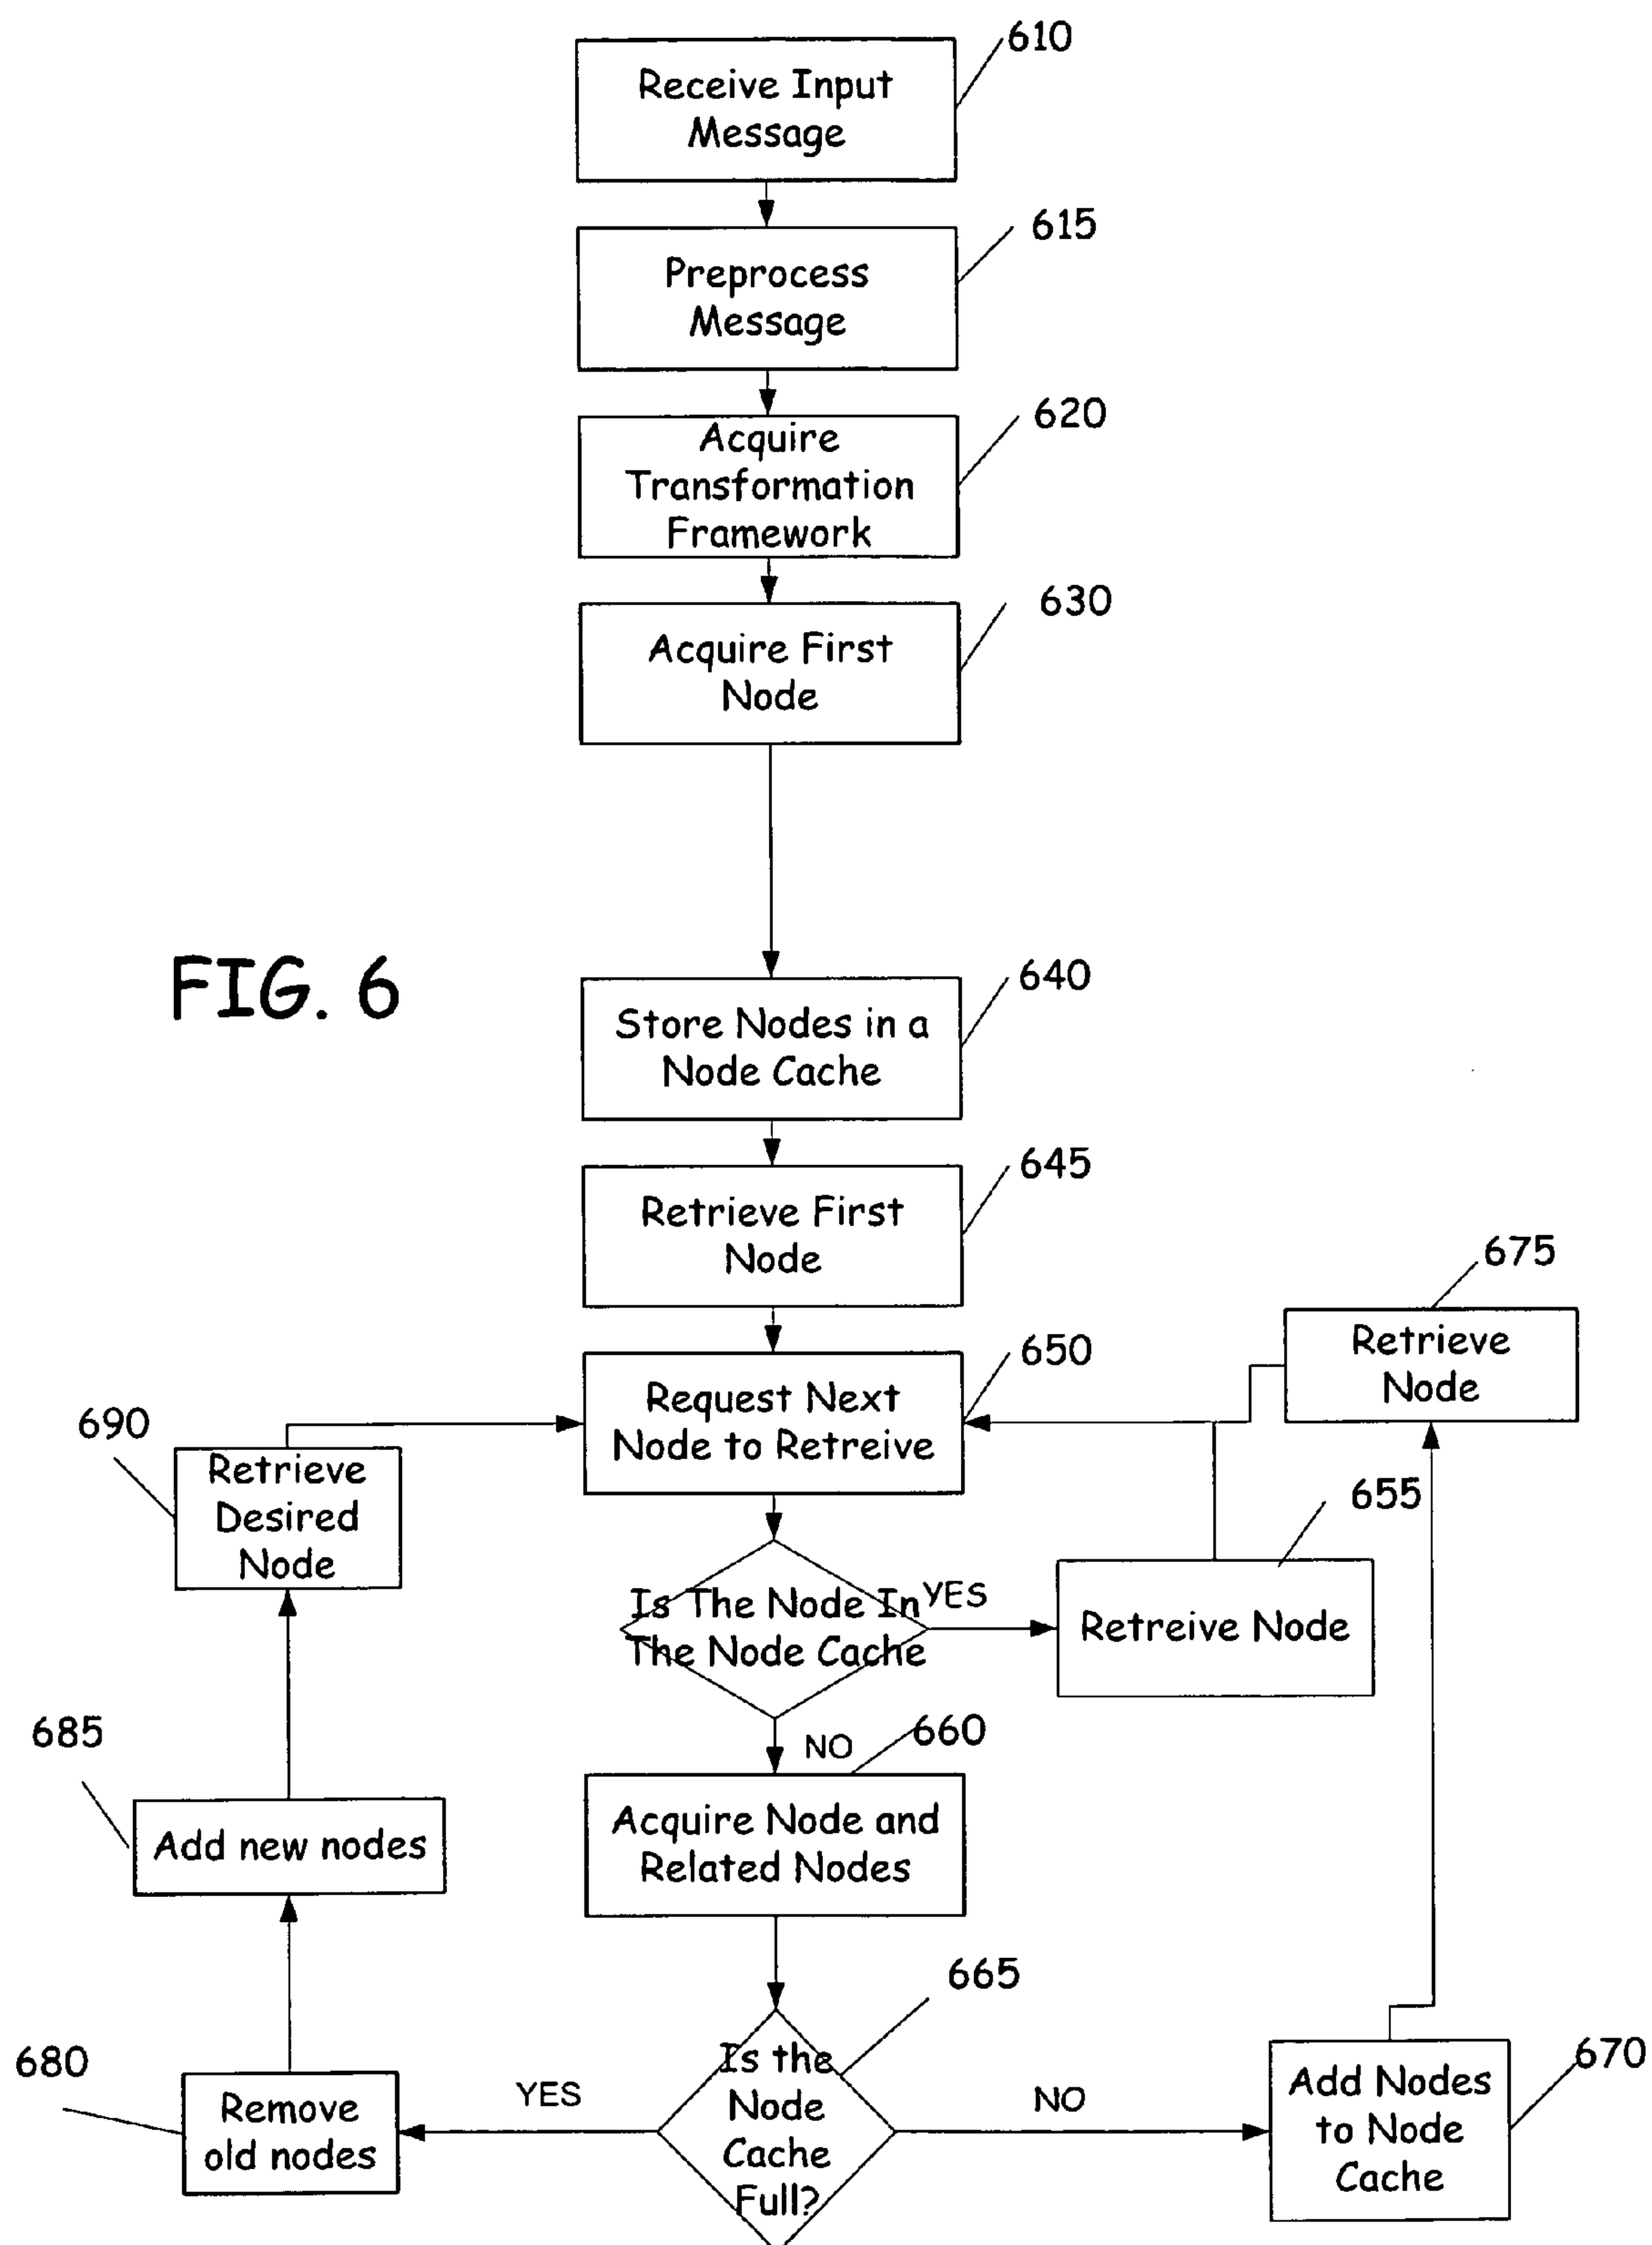 610
Receive Input
Message
615
Preprocess
Message
620
Acquire
Transformation
Framework
630
Acquire First
Node
FIG. 6
640
Store Nodes in a
Node Cache
645
Retrieve First
Node
675
Retrieve
Node
650
Request Next
Node to Retreive
690
Retrieve
Desired
Node
655
Is The Node In
The Node Cache
YES
Retreive Node
NO
660
685
Add new nodes
Acquire Node and
Related Nodes
665
680
Remove
old nodes
YES
Is the
Node
Cache
Full?
NO
670
Add Nodes
to Node
Cache